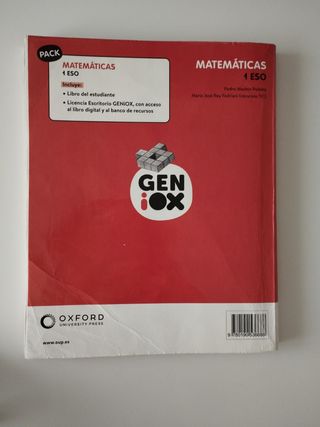 PACK
MATEMÁTICAS
1 ESO
Incluye:
• Libro del estudiante
• Licencia Escritorio GENiOX, con acceso
al libro digital y al banco de recursos
MATEMÁTICAS
1 ESO
GEN
iOX
OXFORD
UNIVERSITY PRESS
www.oup.es